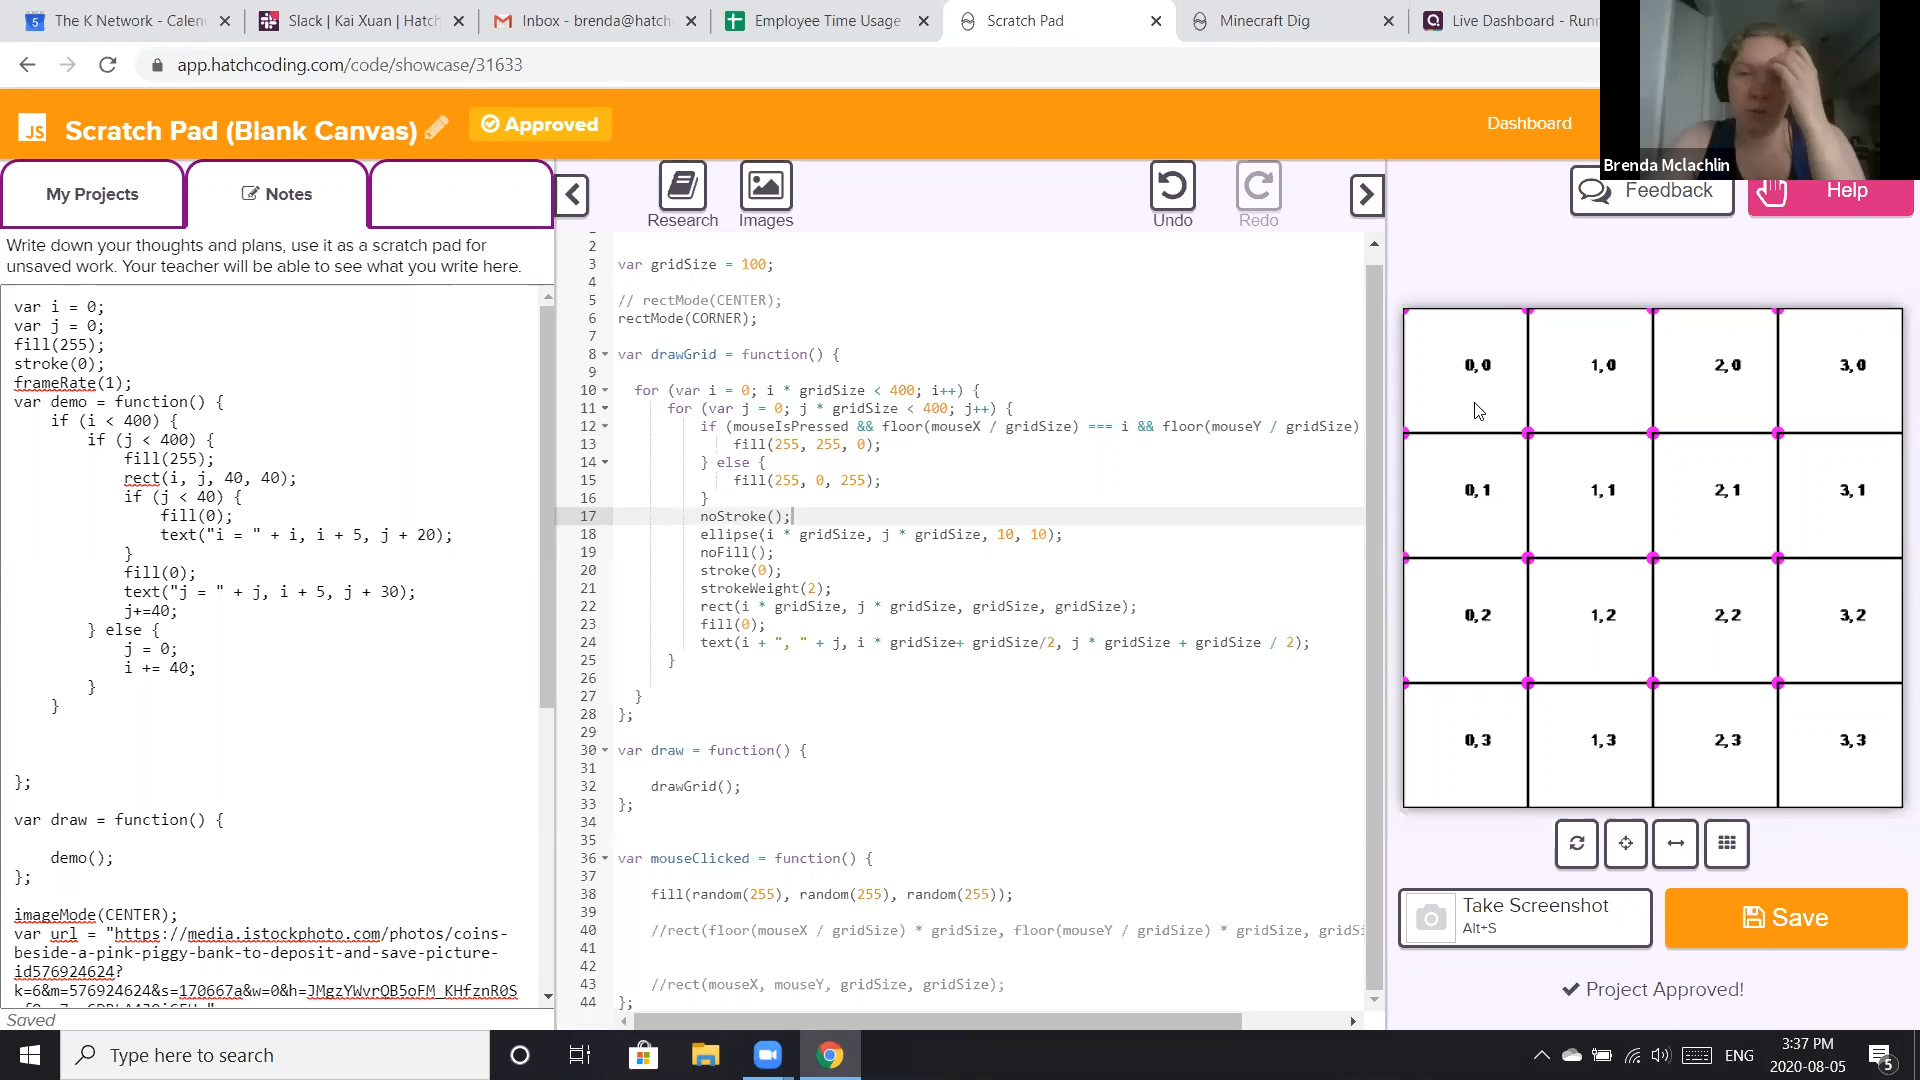 The K Network - Calen
Slack | Kai Xuan | Hatch
Inbox - brenda@hatch
Employee Time Usage
Scratch Pad
Minecraft Dig
Live Dashboard - Run
app.hatchcoding.com/code/showcase/31633
JS
Scratch Pad (Blank Canvas)
Approved
Dashboard
Brenda Mclachlin
My Projects
Notes
Research
Images
Undo
Redo
Feedback
Help
Write down your thoughts and plans, use it as a scratch pad for
unsaved work. Your teacher will be able to see what you write here.
var i = 0;
var j = 0;
fill(255);
stroke(0);
frameRate(1);
var demo = function() {
if (i < 400) {
if (j < 400) {
fill(255);
rect(i, j, 40, 40);
if (j < 40) {
fill(0);
text("i = " + i, i + 5, j + 20);
}
fill(0);
text("j = " + j, i + 5, j + 30);
j+=40;
} else {
j = 0;
i += 40;
}
}
};
var draw = function() {
demo();
};
imageMode(CENTER);
var url = "https://media.istockphoto.com/photos/coins-
beside-a-pink-piggy-bank-to-deposit-and-save-picture-
id576924624?
k=6&m=576924624&s=170667a&w=0&h=JMgzYWvrQB5oFM_KHfznR0S
Saved
2
3 var gridSize = 100;
4
5 // rectMode(CENTER);
6 rectMode(CORNER);
7
8 var drawGrid = function() {
9
10 for (var i = 0; i * gridSize < 400; i++) {
11 for (var j = 0; j * gridSize < 400; j++) {
12 if (mouseIsPressed && floor(mouseX / gridSize) === i && floor(mouseY / gridSize)
13 fill(255, 255, 0);
14 } else {
15 fill(255, 0, 255);
16 }
17 noStroke();
18 ellipse(i * gridSize, j * gridSize, 10, 10);
19 noFill();
20 stroke(0);
21 strokeWeight(2);
22 rect(i * gridSize, j * gridSize, gridSize, gridSize);
23 fill(0);
24 text(i + ", " + j, i * gridSize+ gridSize/2, j * gridSize + gridSize / 2);
25 }
26
27 }
28 };
29
30 var draw = function() {
31
32 drawGrid();
33 };
34
35
36 var mouseClicked = function() {
37
38 fill(random(255), random(255), random(255));
39
40 //rect(floor(mouseX / gridSize) * gridSize, floor(mouseY / gridSize) * gridSize, gridSi
41
42
43 //rect(mouseX, mouseY, gridSize, gridSize);
44 };
0, 0 1, 0 2, 0 3, 0
0, 1 1, 1 2, 1 3, 1
0, 2 1, 2 2, 2 3, 2
0, 3 1, 3 2, 3 3, 3
Take Screenshot
Alt+S
Save
Project Approved!
Type here to search
ENG
3:37 PM
2020-08-05
5